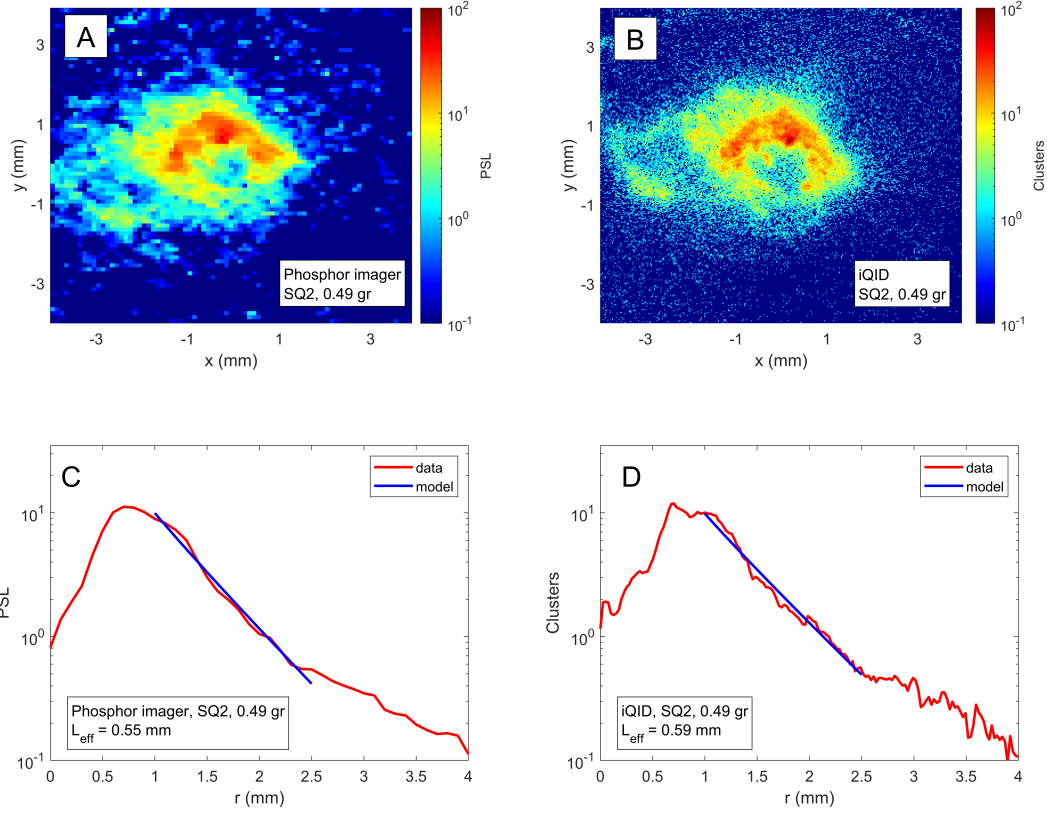 A
3
1
-1
-3
y (mm)
-3
-1
1
3
x (mm)
Phosphor imager
SQ2, 0.49 gr
10^2
10^1
10^0
10^-1
PSL
B
3
1
-1
-3
y (mm)
-3
-1
1
3
x (mm)
iQID
SQ2, 0.49 gr
10^2
10^1
10^0
10^-1
Clusters
C
data
model
10^1
10^0
10^-1
PSL
Phosphor imager, SQ2, 0.49 gr
L_eff = 0.55 mm
0 0.5 1 1.5 2 2.5 3 3.5 4
r (mm)
D
data
model
10^1
10^0
10^-1
Clusters
iQID, SQ2, 0.49 gr
L_eff = 0.59 mm
0 0.5 1 1.5 2 2.5 3 3.5 4
r (mm)